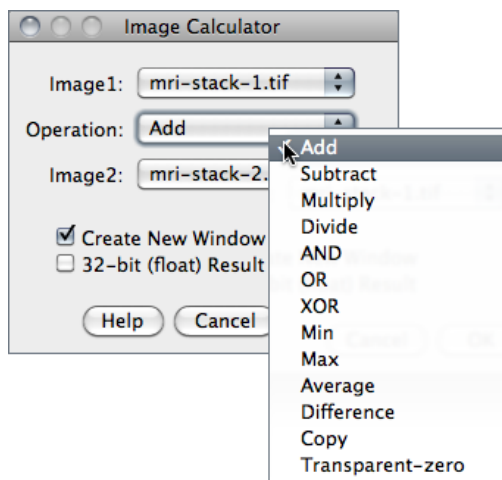 Image Calculator
Image1: mri-stack-1.tif
Operation: Add
Image2: mri-stack-2.
Create New Window
32-bit (float) Result
Help Cancel
Add
Subtract
Multiply
Divide
AND
OR
XOR
Min
Max
Average
Difference
Copy
Transparent-zero